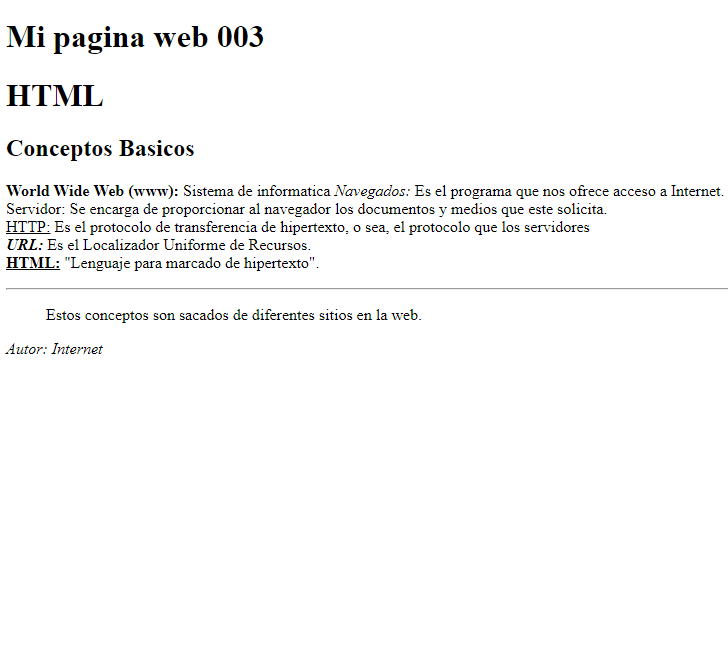 Mi pagina web 003
HTML
Conceptos Basicos
World Wide Web (www): Sistema de informatica Navegados: Es el programa que nos ofrece acceso a Internet.
Servidor: Se encarga de proporcionar al navegador los documentos y medios que este solicita.
HTTP: Es el protocolo de transferencia de hipertexto, o sea, el protocolo que los servidores
URL: Es el Localizador Uniforme de Recursos.
HTML: "Lenguaje para marcado de hipertexto".
Estos conceptos son sacados de diferentes sitios en la web.
Autor: Internet